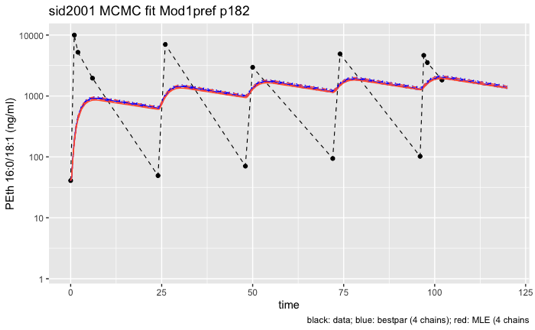 sid2001 MCMC fit Mod1pref p182
10000
1000
100
10
1
PEth 16:0/18:1 (ng/ml)
0
25
50
75
100
125
time
black: data; blue: bestpar (4 chains); red: MLE (4 chains